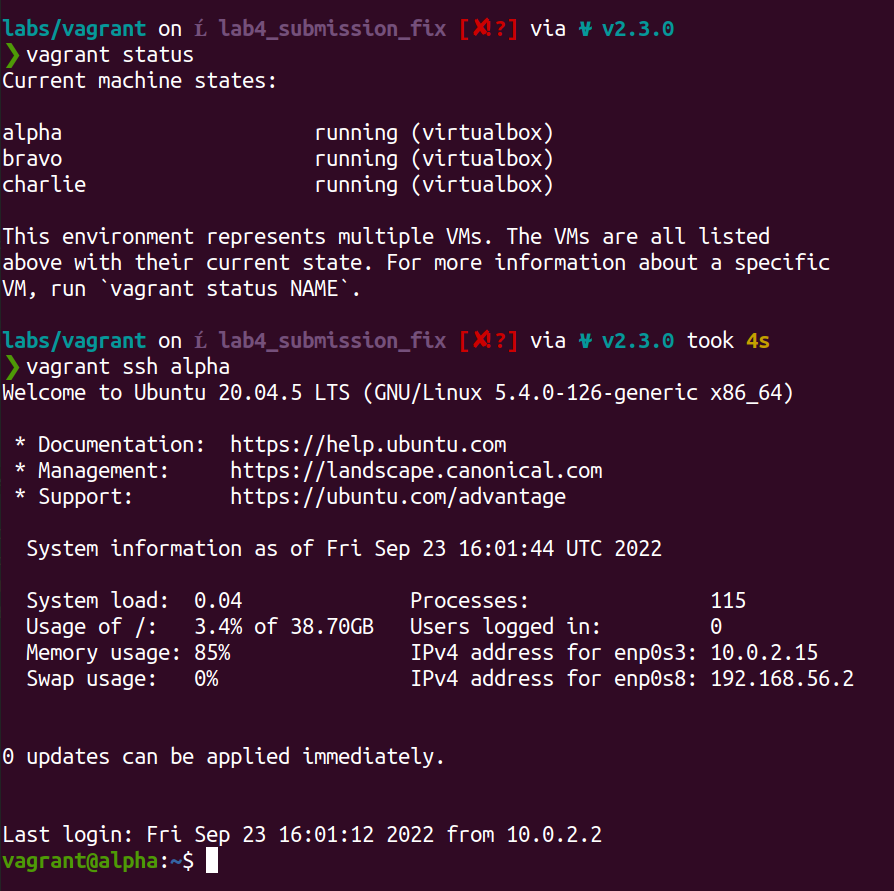 labs/vagrant on Ĺ lab4_submission_fix [✘!?] via ⍱ v2.3.0
❯ vagrant status
Current machine states:
alpha                     running (virtualbox)
bravo                     running (virtualbox)
charlie                   running (virtualbox)
This environment represents multiple VMs. The VMs are all listed
above with their current state. For more information about a specific
VM, run `vagrant status NAME`.
labs/vagrant on Ĺ lab4_submission_fix [✘!?] via ⍱ v2.3.0 took 4s
❯ vagrant ssh alpha
Welcome to Ubuntu 20.04.5 LTS (GNU/Linux 5.4.0-126-generic x86_64)
 * Documentation:  https://help.ubuntu.com
 * Management:     https://landscape.canonical.com
 * Support:        https://ubuntu.com/advantage
  System information as of Fri Sep 23 16:01:44 UTC 2022
  System load:  0.04              Processes:               115
  Usage of /:   3.4% of 38.70GB   Users logged in:         0
  Memory usage: 85%               IPv4 address for enp0s3: 10.0.2.15
  Swap usage:   0%                IPv4 address for enp0s8: 192.168.56.2
0 updates can be applied immediately.
Last login: Fri Sep 23 16:01:12 2022 from 10.0.2.2
vagrant@alpha:~$